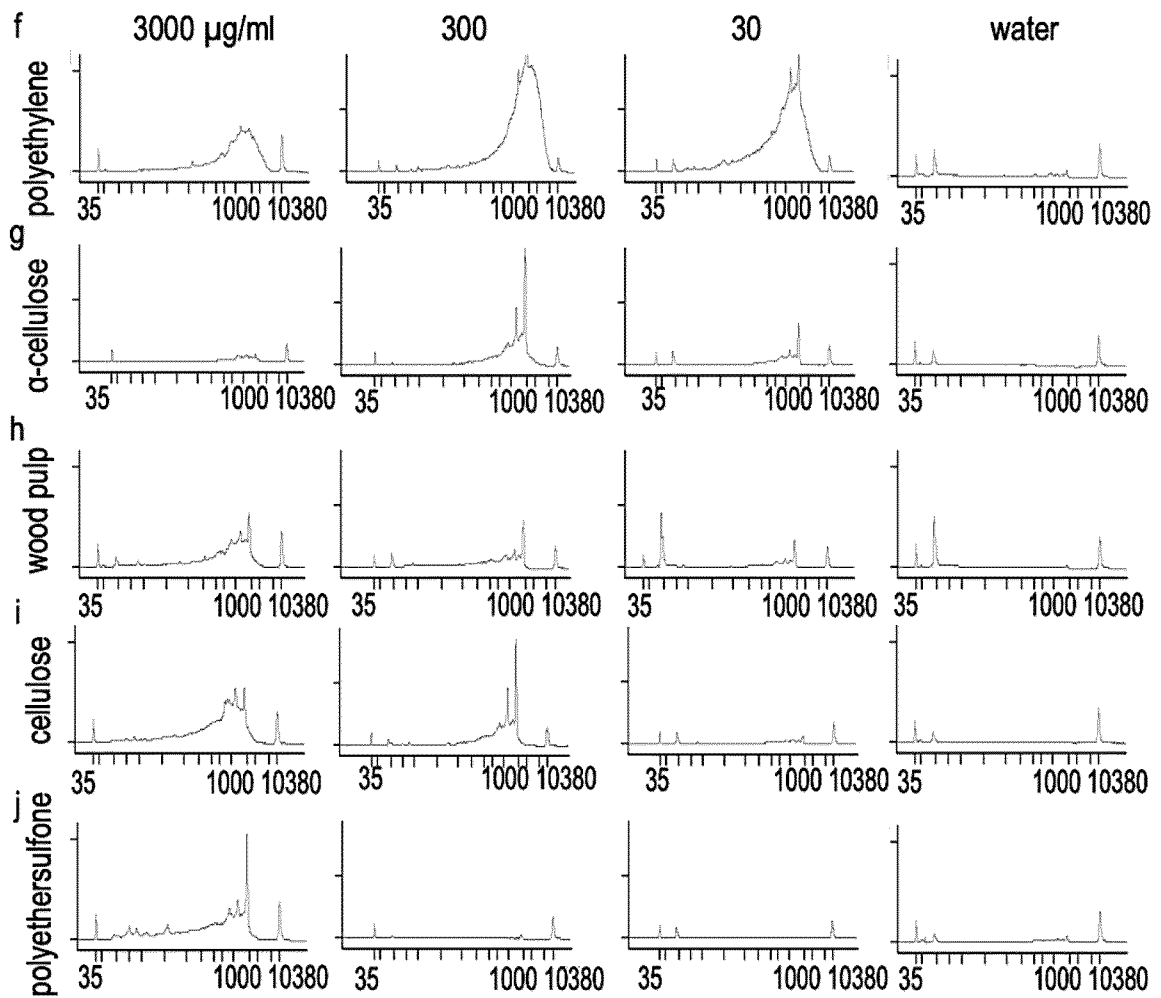 f 3000 µg/ml 300 30 water
polyethylene
35 1000 10380 35 1000 10380 35 1000 10380 35 1000 10380
g
α-cellulose
35 1000 10380 35 1000 10380 35 1000 10380 35 1000 10380
h
wood pulp
35 1000 10380 35 1000 10380 35 1000 10380 35 1000 10380
i
cellulose
35 1000 10380 35 1000 10380 35 1000 10380 35 1000 10380
j
polyethersulfone
35 1000 10380 35 1000 10380 35 1000 10380 35 1000 10380